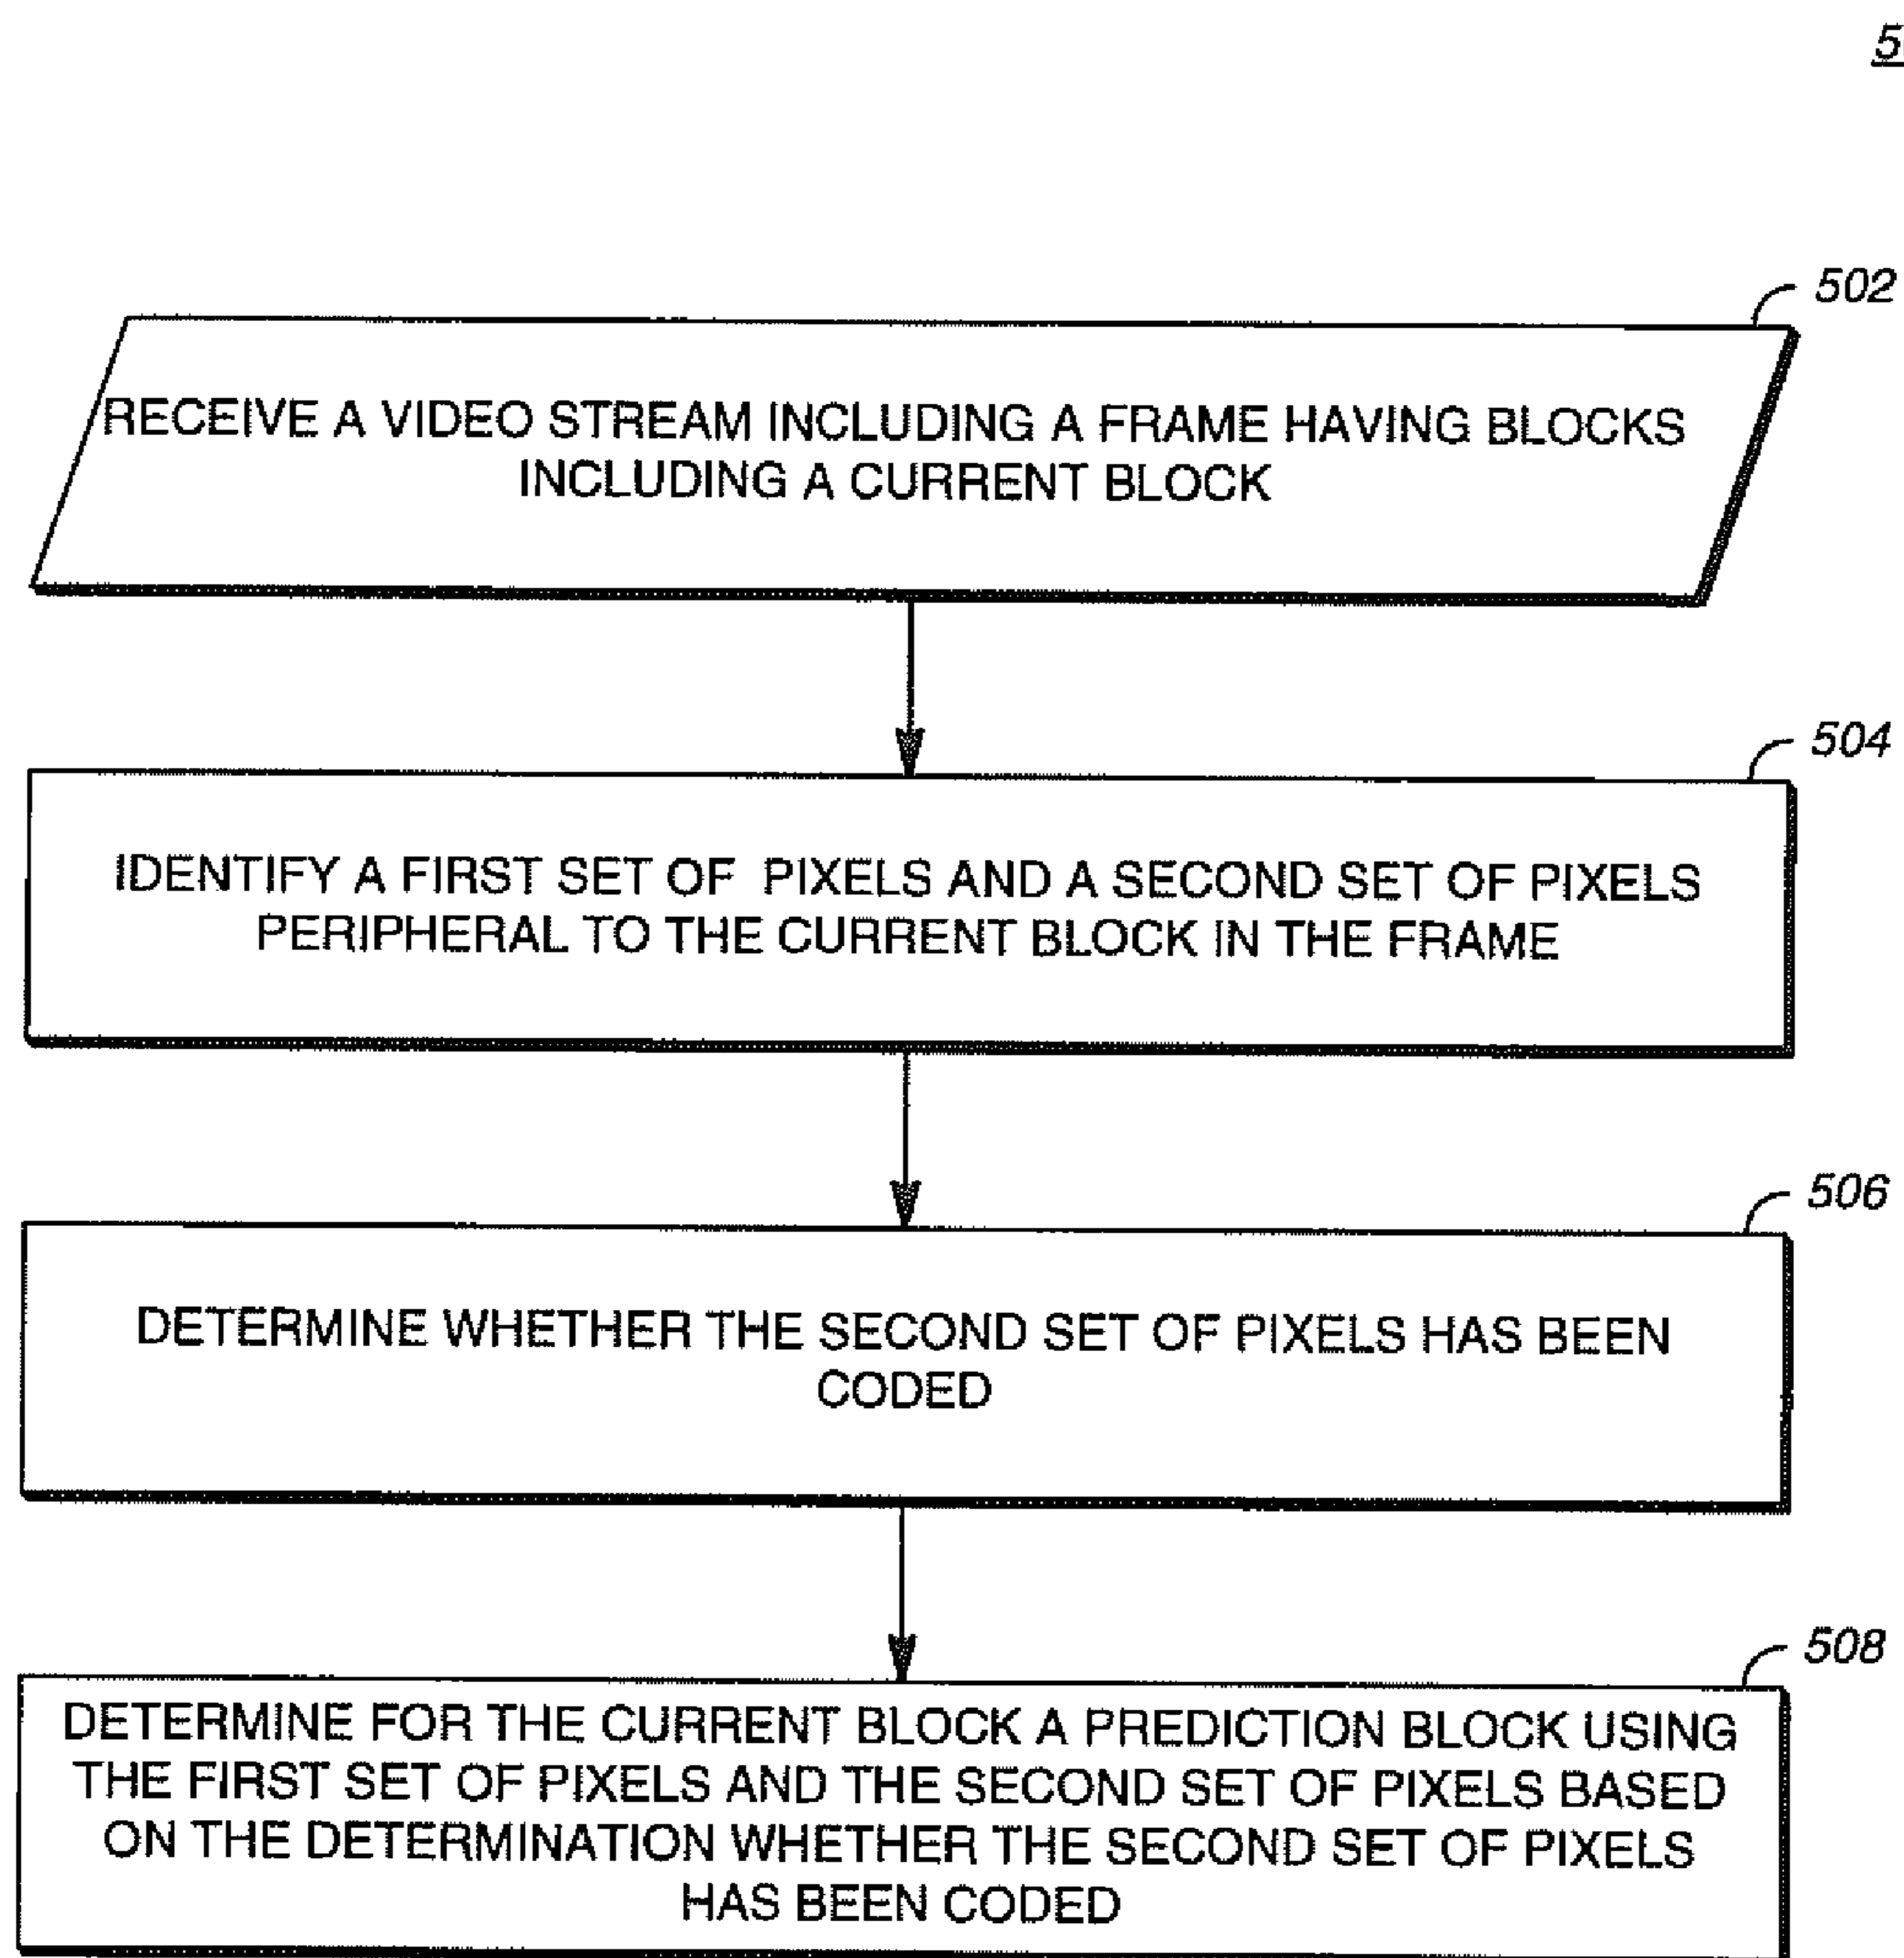 502
RECEIVE A VIDEO STREAM INCLUDING A FRAME HAVING BLOCKS
INCLUDING A CURRENT BLOCK
504
IDENTIFY A FIRST SET OF PIXELS AND A SECOND SET OF PIXELS
PERIPHERAL TO THE CURRENT BLOCK IN THE FRAME
506
DETERMINE WHETHER THE SECOND SET OF PIXELS HAS BEEN
CODED
508
DETERMINE FOR THE CURRENT BLOCK A PREDICTION BLOCK USING
THE FIRST SET OF PIXELS AND THE SECOND SET OF PIXELS BASED
ON THE DETERMINATION WHETHER THE SECOND SET OF PIXELS
HAS BEEN CODED